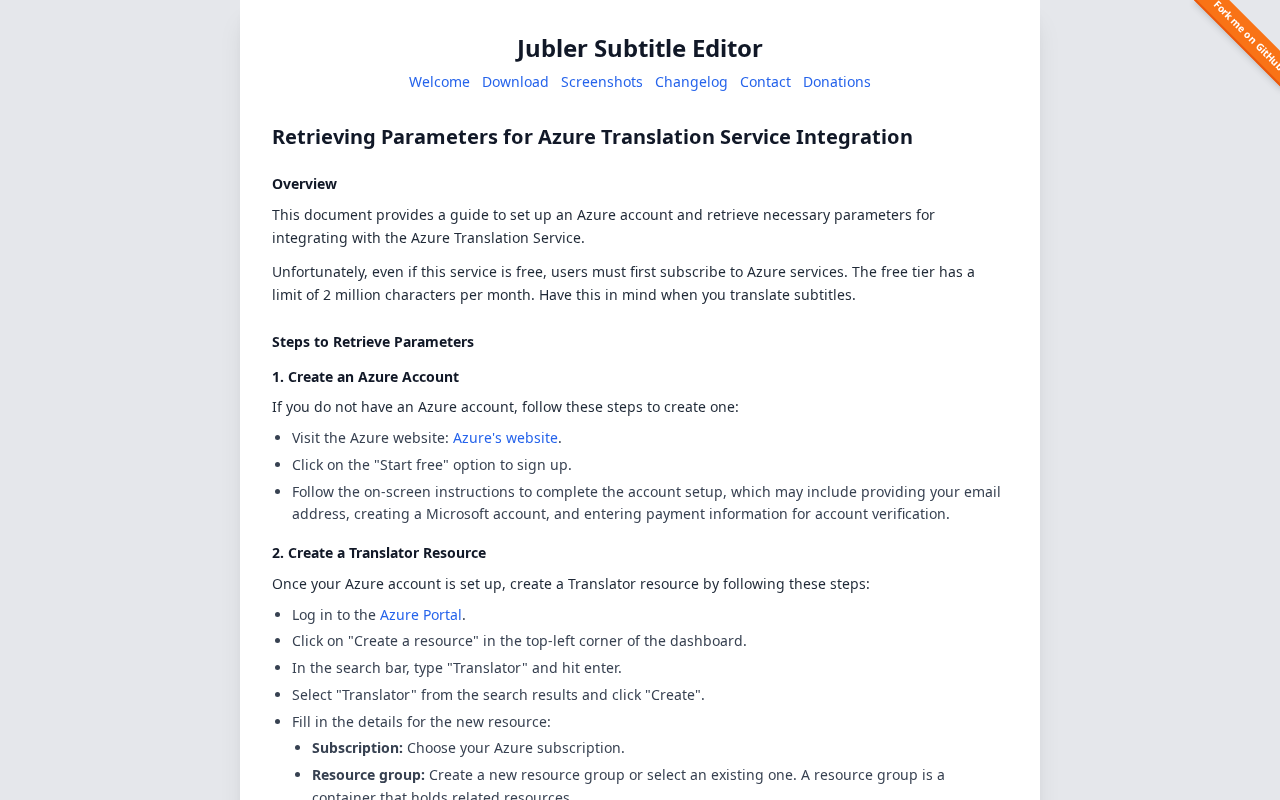 Fork me on GitHub
Jubler Subtitle Editor
Welcome Download Screenshots Changelog Contact Donations
Retrieving Parameters for Azure Translation Service Integration
Overview
This document provides a guide to set up an Azure account and retrieve necessary parameters for
integrating with the Azure Translation Service.
Unfortunately, even if this service is free, users must first subscribe to Azure services. The free tier has a
limit of 2 million characters per month. Have this in mind when you translate subtitles.
Steps to Retrieve Parameters
1. Create an Azure Account
If you do not have an Azure account, follow these steps to create one:
• Visit the Azure website: Azure's website.
• Click on the "Start free" option to sign up.
• Follow the on-screen instructions to complete the account setup, which may include providing your email
address, creating a Microsoft account, and entering payment information for account verification.
2. Create a Translator Resource
Once your Azure account is set up, create a Translator resource by following these steps:
• Log in to the Azure Portal.
• Click on "Create a resource" in the top-left corner of the dashboard.
• In the search bar, type "Translator" and hit enter.
• Select "Translator" from the search results and click "Create".
• Fill in the details for the new resource:
• Subscription: Choose your Azure subscription.
• Resource group: Create a new resource group or select an existing one. A resource group is a
container that holds related resources.